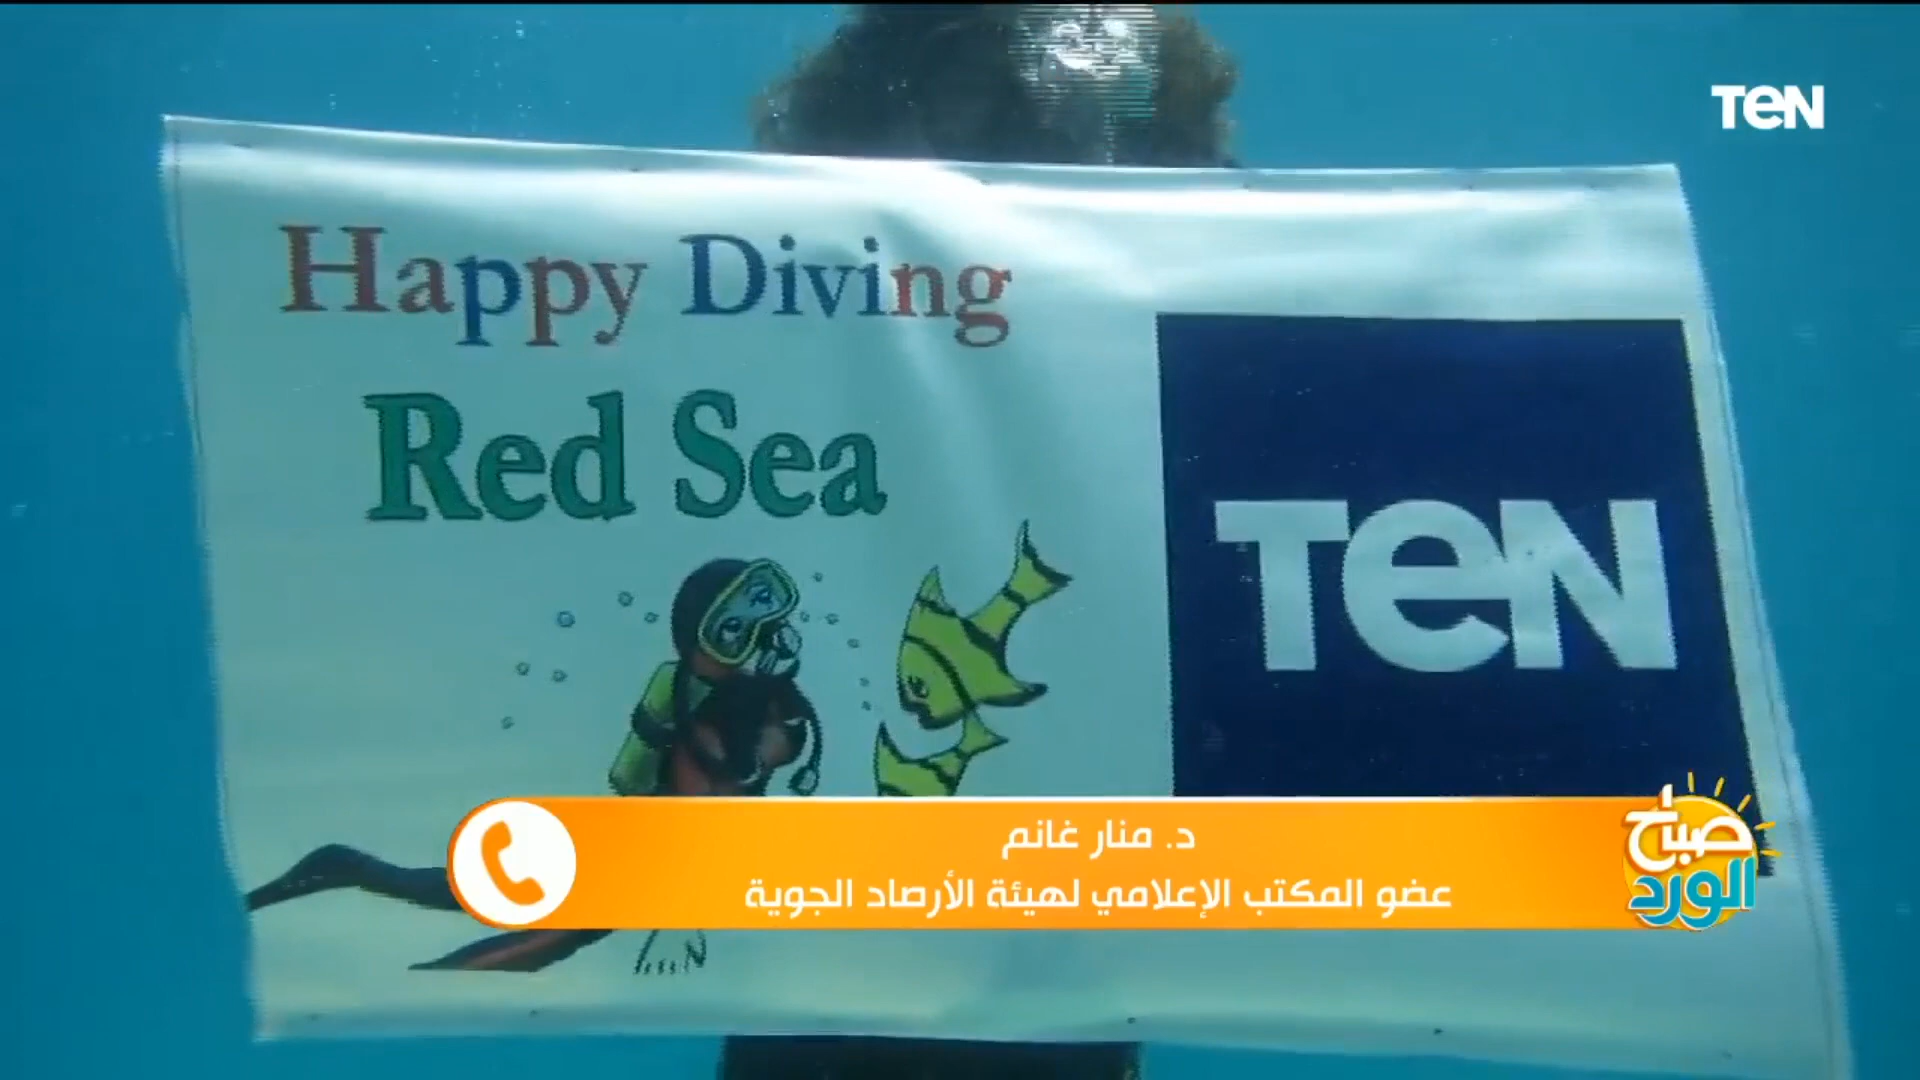 TEN
Happy Diving
Red Sea
TEN
د. منار غانم
عضو المكتب الإعلامي لهيئة الأرصاد الجوية
صباح
الورد